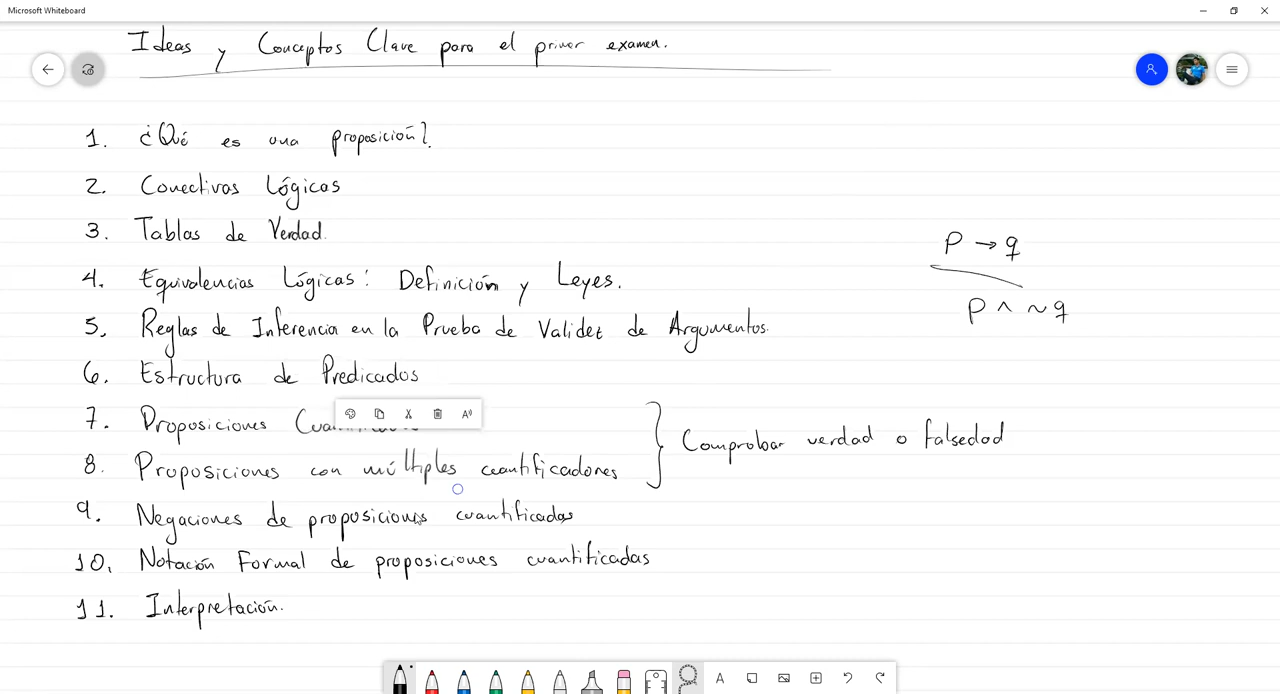 Microsoft Whiteboard
Ideas y Conceptos Clave para el primer examen.
1. ¿Qué es una proposición?
2. Conectivas Lógicas
3. Tablas de Verdad.
4. Equivalencias Lógicas: Definición y Leyes.
5. Reglas de Inferencia en la Prueba de Validez de Argumentos.
6. Estructura de Predicados
7. Proposiciones
8. Proposiciones con múltiples cuantificadores
9. Negaciones de proposiciones cuantificadas
10. Notación Formal de proposiciones cuantificadas
11. Interpretación.
Comprobar verdad o falsedad
P → q
P ∧ ~q